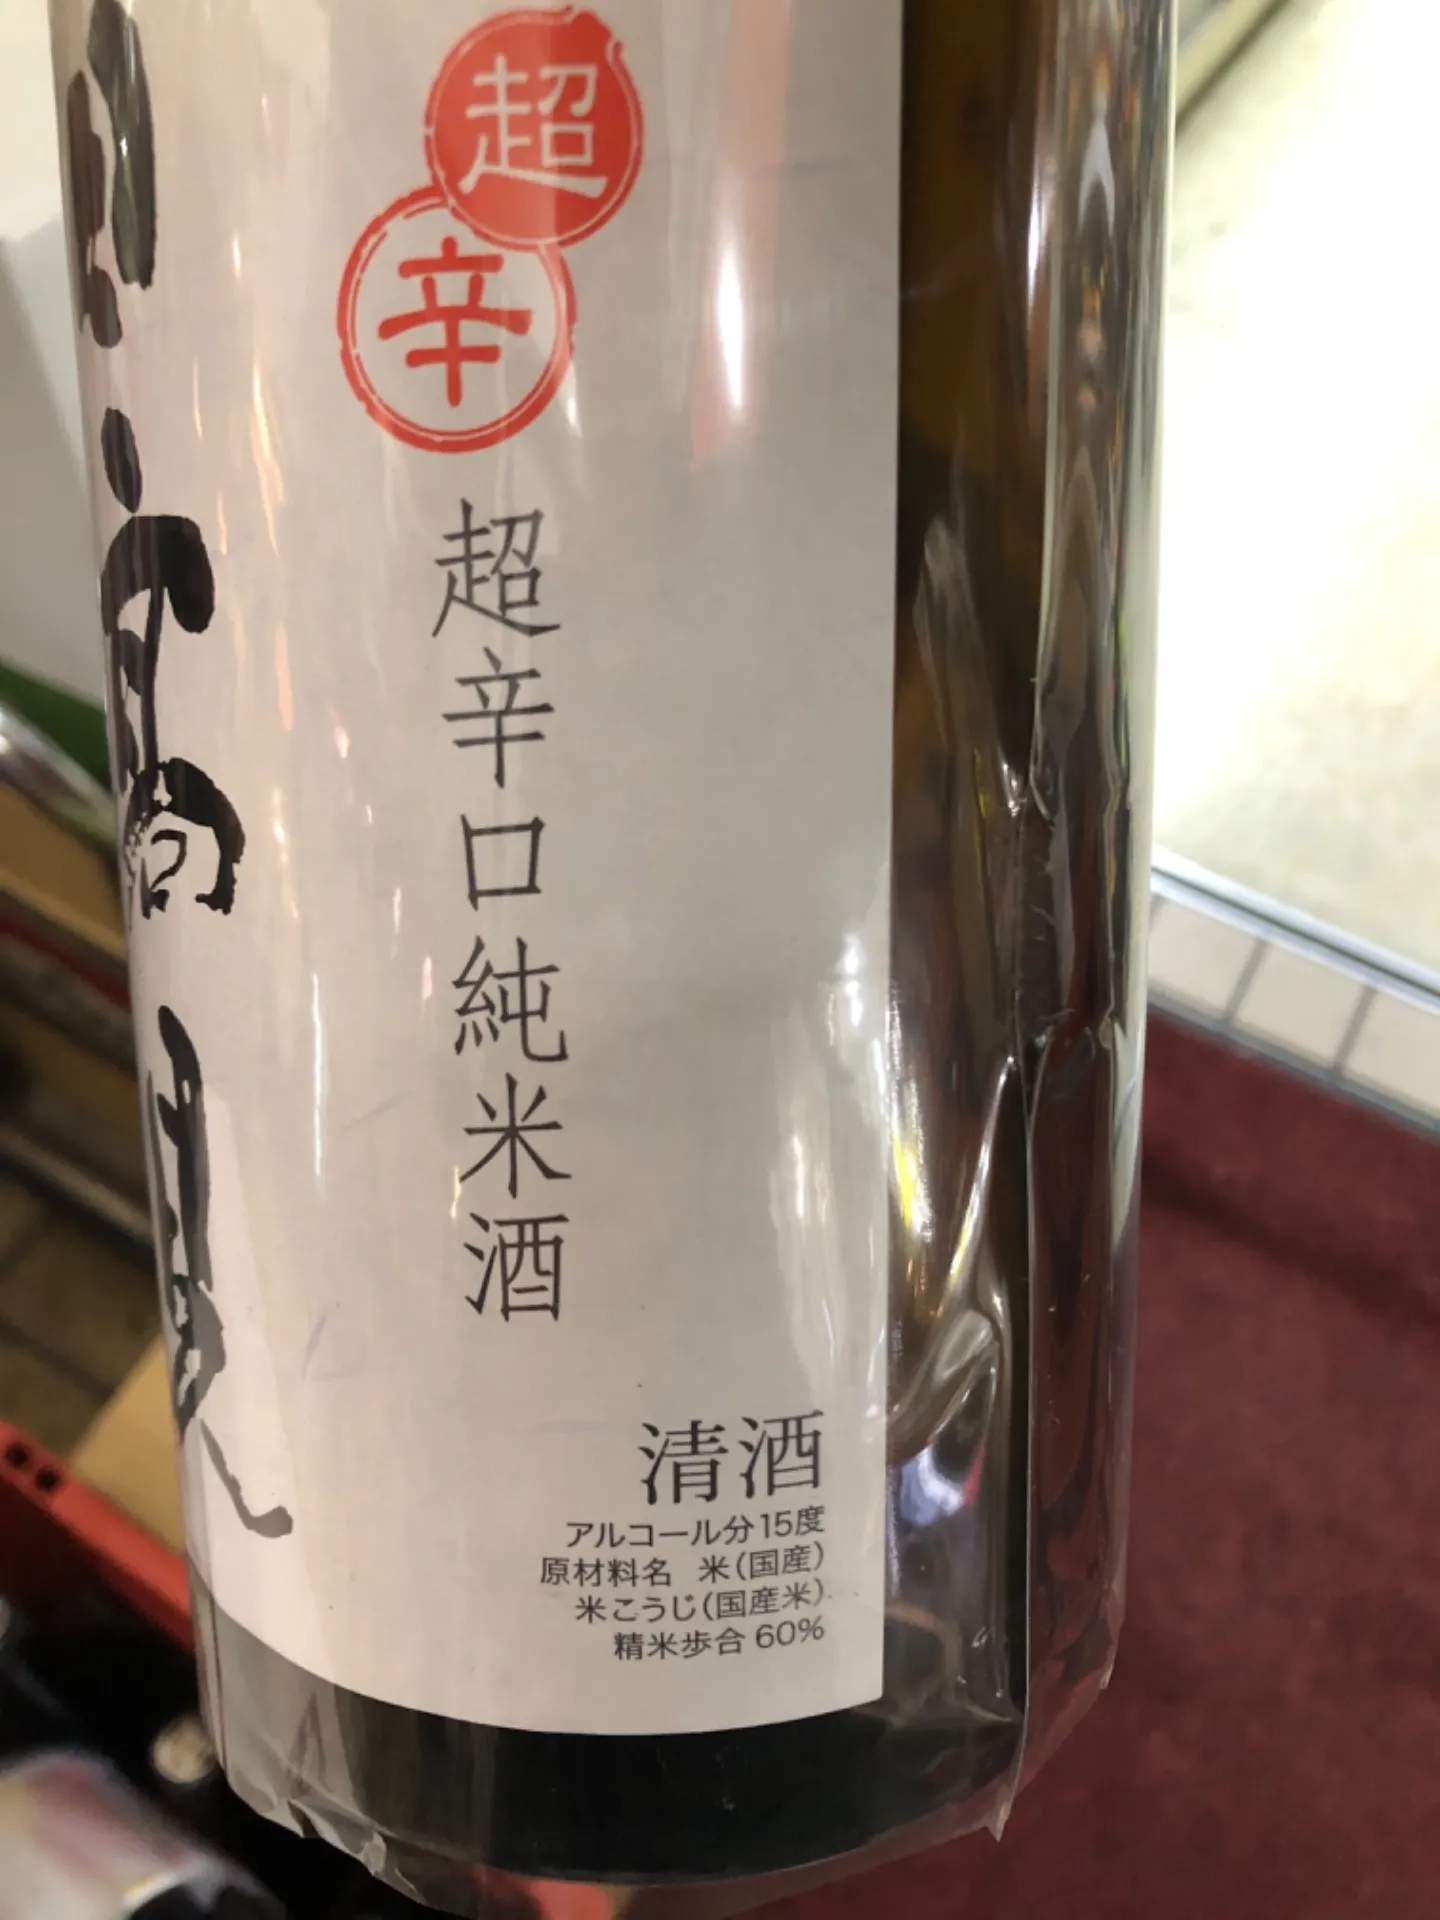 超
辛
超辛口純米酒
清酒
アルコール分15度
原材料名 米(国産)
米こうじ(国産米)
精米歩合 60%